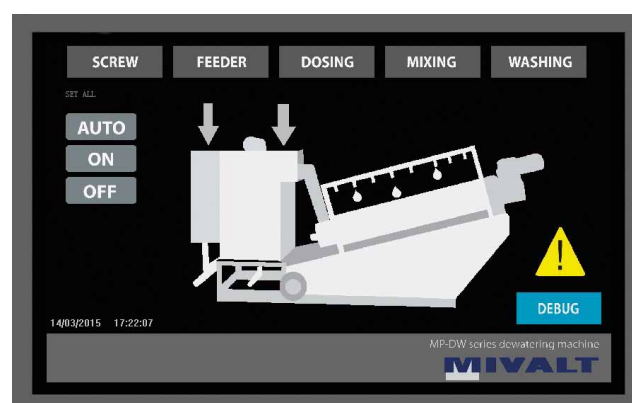 SCREW FEEDER DOSING MIXING WASHING
SET ALL
AUTO
ON
OFF
DEBUG
14/03/2015 17:22:07
MP-DW series dewatering machine
MIVALT